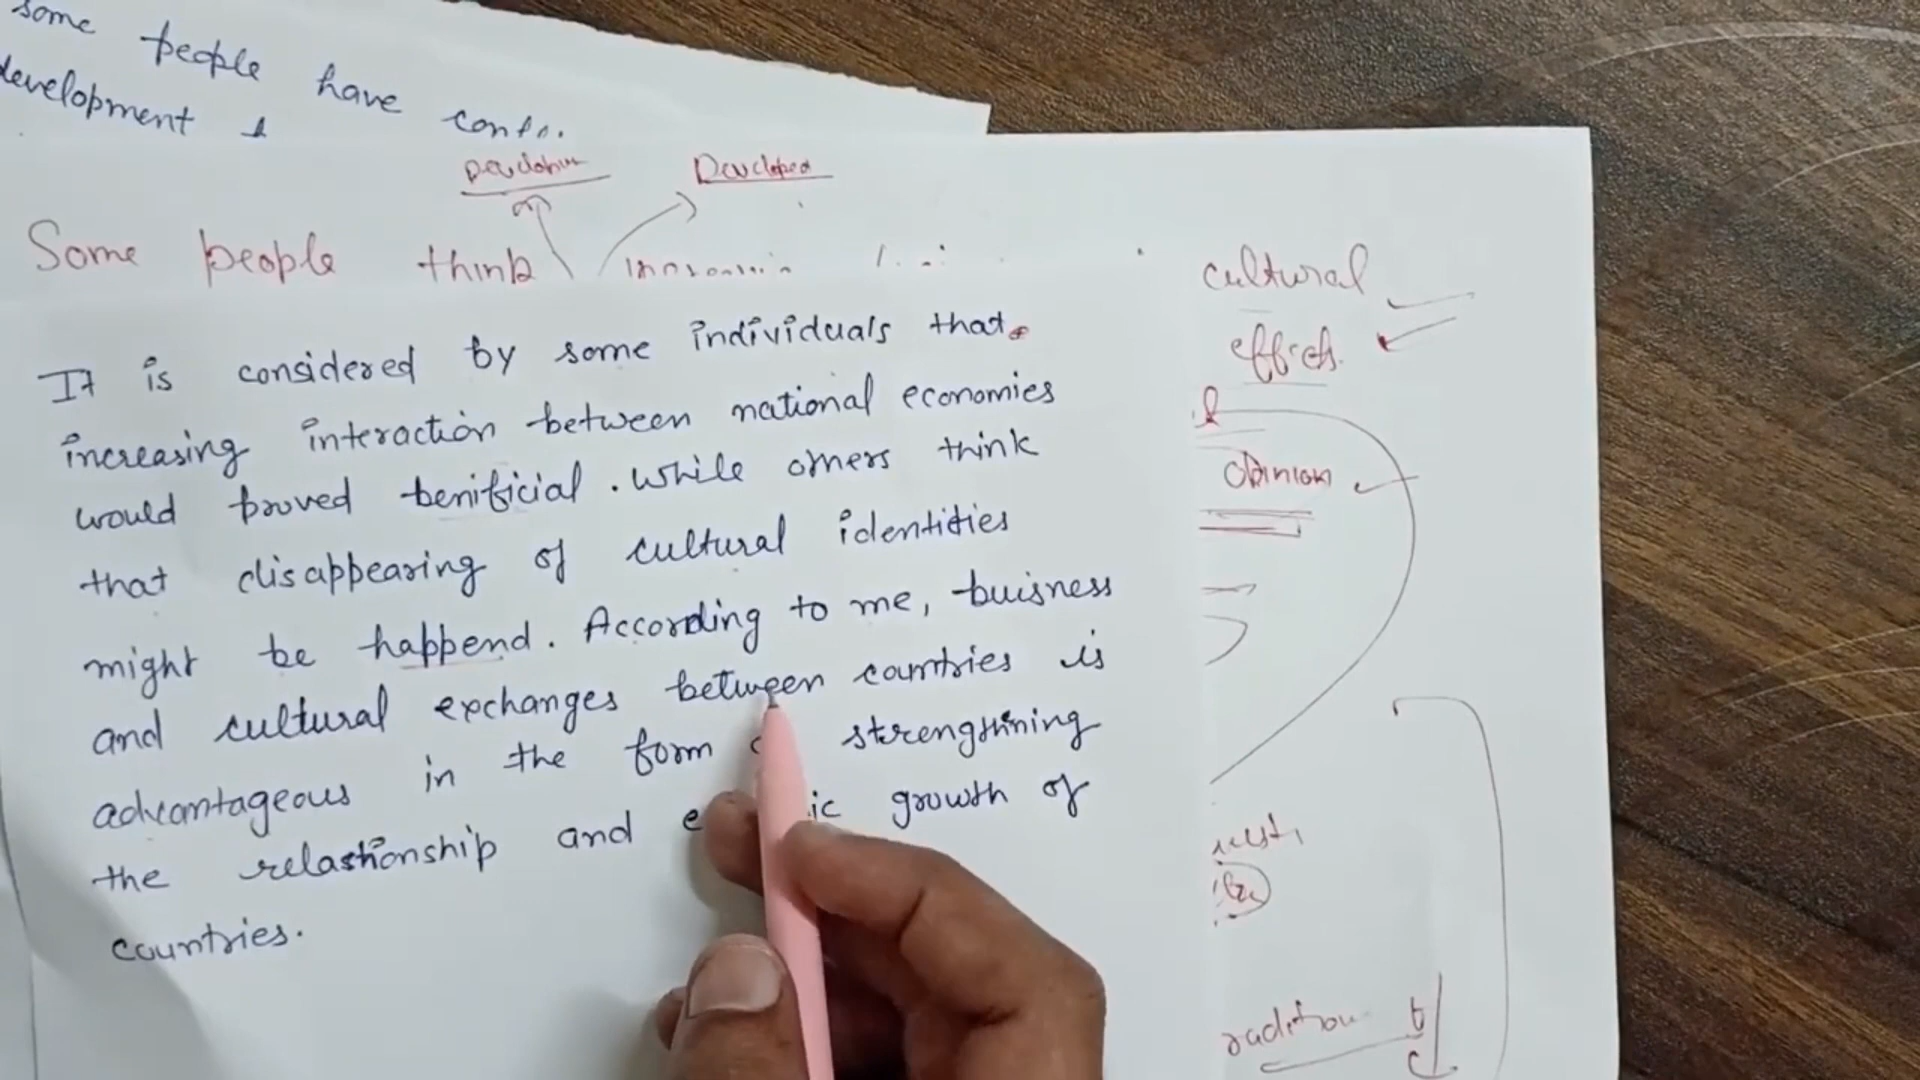 some people have
development &
Developed
Some people think
cultural
effects.
It is considered by some individuals that
increasing interaction between national economies
would proved benificial. While others think
opinion
that disappearing of cultural identities
might be happend. According to me, buisness
and cultural exchanges between countries is
advantageous in the form strengthining
the relationship and growth of
countries.